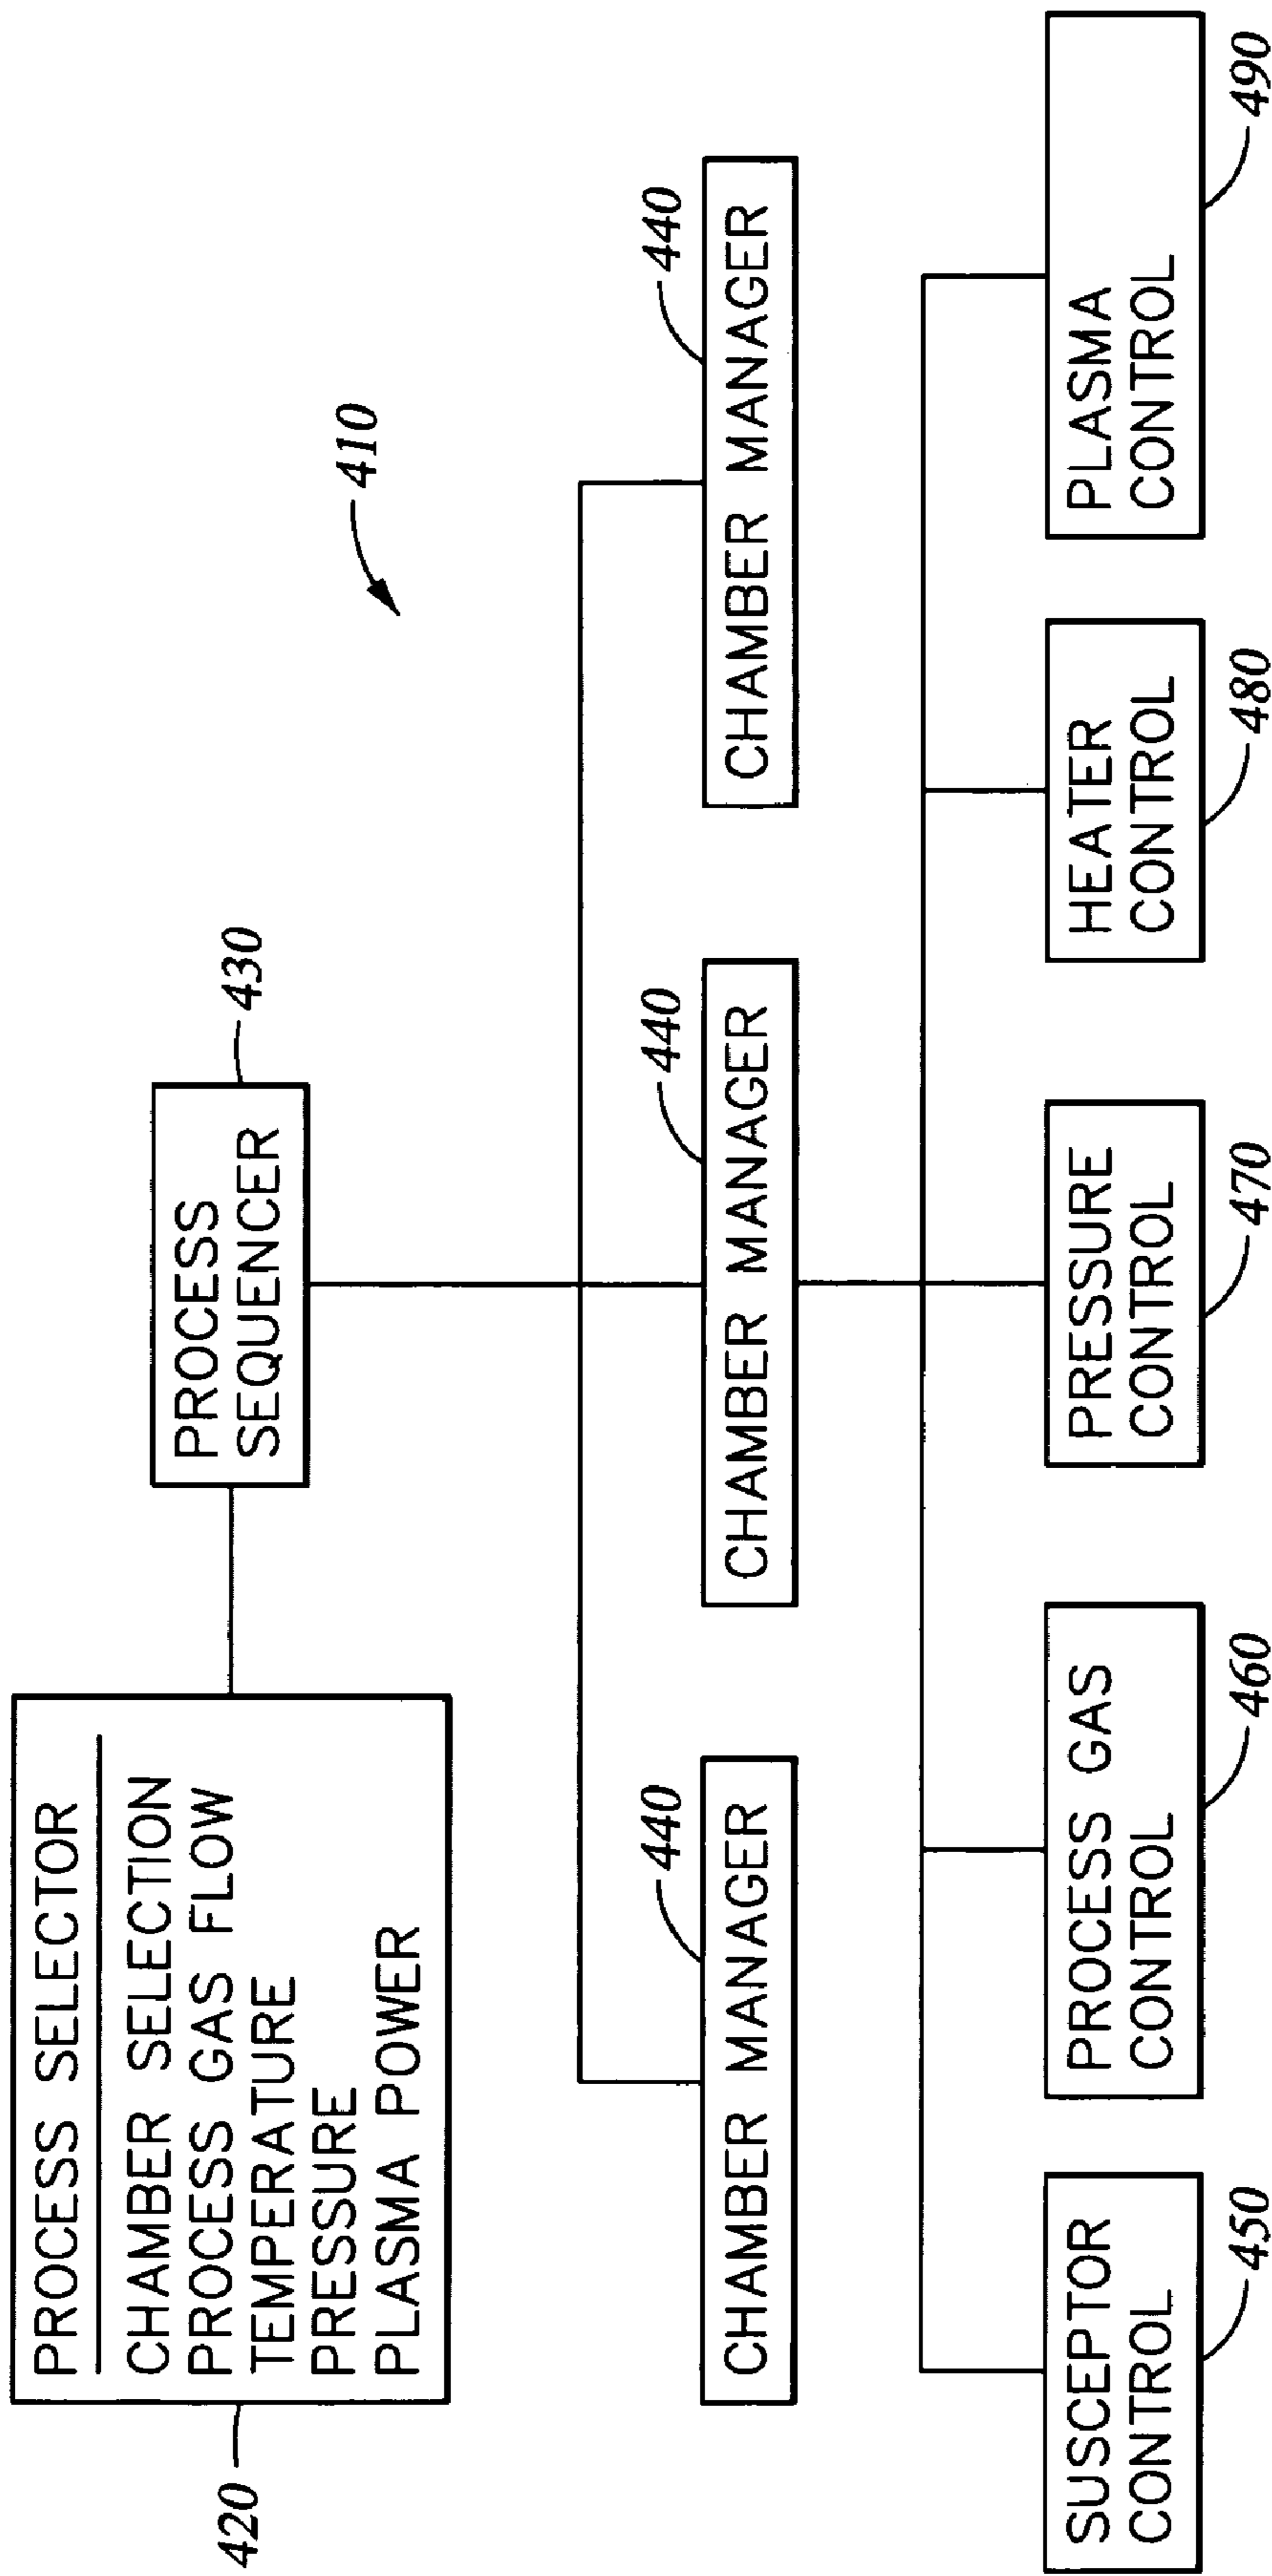 PROCESS SELECTOR
CHAMBER SELECTION
PROCESS GAS FLOW
TEMPERATURE
PRESSURE
PLASMA POWER
420
PROCESS
SEQUENCER
430
410
CHAMBER MANAGER
440
CHAMBER MANAGER
440
CHAMBER MANAGER
440
SUSCEPTOR
CONTROL
450
PROCESS GAS
CONTROL
460
PRESSURE
CONTROL
470
HEATER
CONTROL
480
PLASMA
CONTROL
490